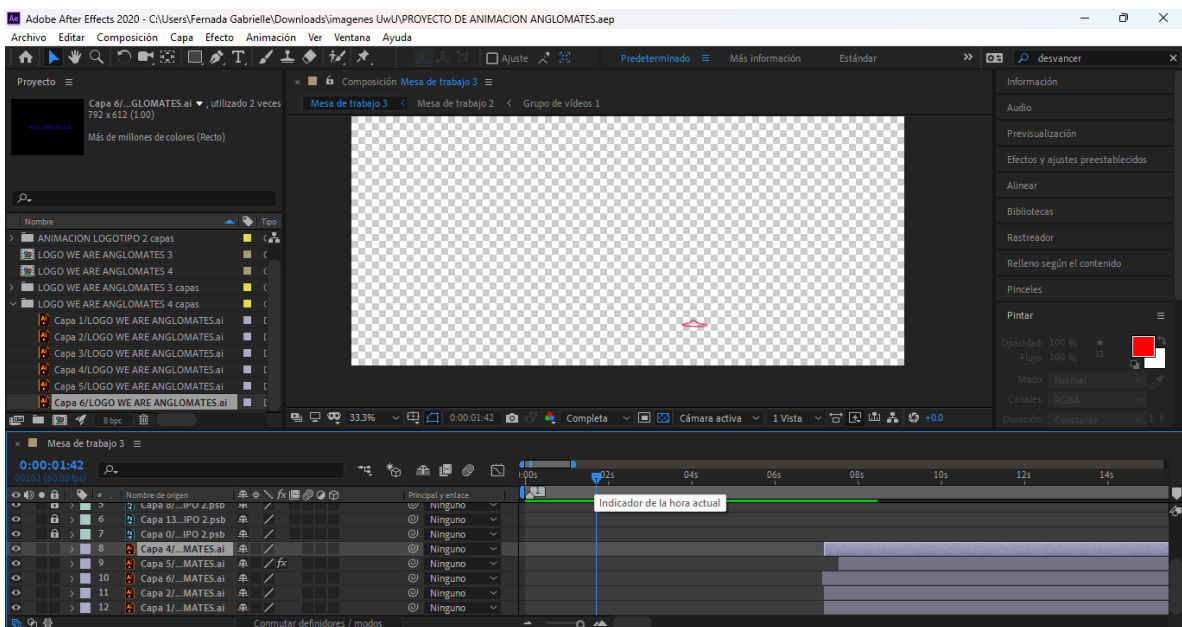 Adobe After Effects 2020 - C:\Users\Fernada Gabrielle\Downloads\imagenes UwU\PROYECTO DE ANIMACION ANGLOMATES.aep
Archivo Editar Composición Capa Efecto Animación Ver Ventana Ayuda
Ajuste Predeterminado Más información Estándar desvancer
Proyecto
Composición Mesa de trabajo 3
Información
Capa 6/...GLOMATES.ai , utilizado 2 veces
792 x 612 (1.00)
Más de millones de colores (Recto)
Mesa de trabajo 3 Mesa de trabajo 2 Grupo de vídeos 1
Audio
Previsualización
Efectos y ajustes preestablecidos
Alinear
Bibliotecas
Rastreador
Relleno según el contenido
Pinceles
Pintar
Opacidad: 100 %
Flujo: 100 % 13
Modo: Normal
Canales: RGBA
Duración: Constante 1 f
Nombre Tipo
ANIMACION LOGOTIPO 2 capas
LOGO WE ARE ANGLOMATES 3
LOGO WE ARE ANGLOMATES 4
LOGO WE ARE ANGLOMATES 3 capas
LOGO WE ARE ANGLOMATES 4 capas
Capa 1/LOGO WE ARE ANGLOMATES.ai
Capa 2/LOGO WE ARE ANGLOMATES.ai
Capa 3/LOGO WE ARE ANGLOMATES.ai
Capa 4/LOGO WE ARE ANGLOMATES.ai
Capa 5/LOGO WE ARE ANGLOMATES.ai
Capa 6/LOGO WE ARE ANGLOMATES.ai
8 bpc
33.3% 0:00:01:42 Completa Cámara activa 1 Vista +0.0
Mesa de trabajo 3
0:00:01:42
00102 (60.00 fps)
:00s 02s 04s 06s 08s 10s 12s 14s
# Nombre de origen fx Principal y enlace 1
Indicador de la hora actual
5 Capa 8/...IPO 2.psb Ninguno
6 Capa 13...IPO 2.psb Ninguno
7 Capa 0/...IPO 2.psb Ninguno
8 Capa 4/...MATES.ai Ninguno
9 Capa 5/...MATES.ai fx Ninguno
10 Capa 6/...MATES.ai Ninguno
11 Capa 2/...MATES.ai Ninguno
12 Capa 1/...MATES.ai Ninguno
Conmutar definidores / modos